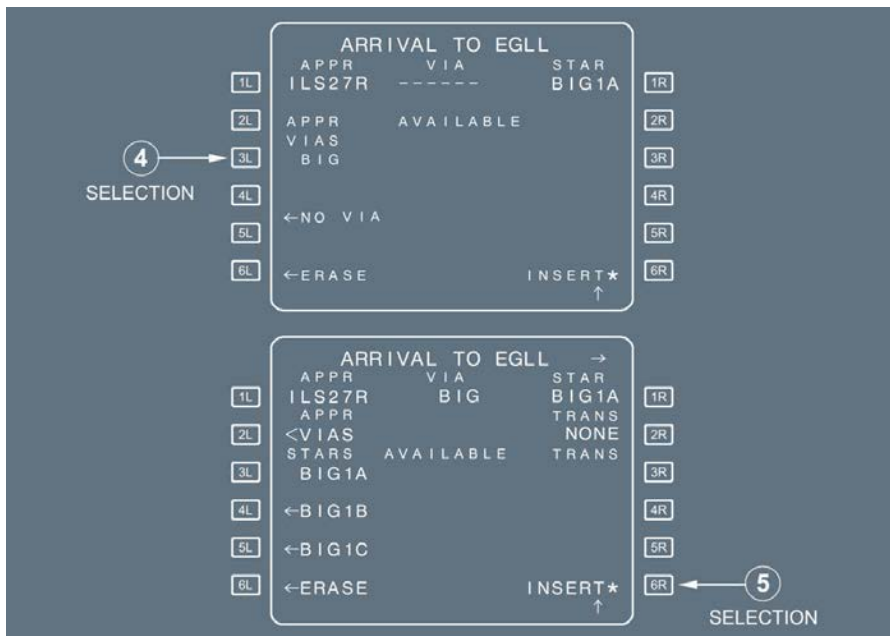 ARRIVAL TO EGLL
APPR VIA STAR
1L ILS27R ------ BIG1A 1R
2L APPR AVAILABLE 2R
VIAS
4 3L BIG 3R
SELECTION 4L 4R
←NO VIA
5L 5R
6L ←ERASE INSERT* 6R
↑
ARRIVAL TO EGLL →
APPR VIA STAR
1L ILS27R BIG BIG1A 1R
APPR TRANS
2L <VIAS NONE 2R
STARS AVAILABLE TRANS
3L BIG1A 3R
4L ←BIG1B 4R
5L ←BIG1C 5R
6L ←ERASE INSERT* 6R 5
↑
SELECTION